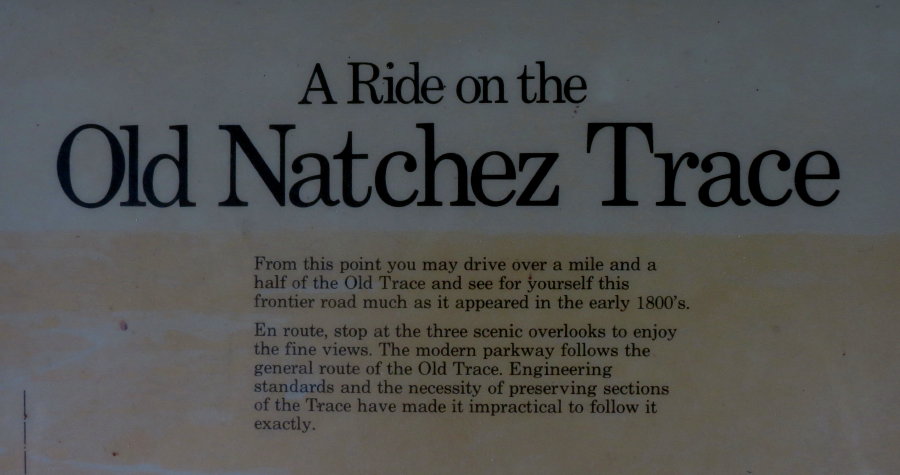 A Ride on the
Old Natchez Trace
From this point you may drive over a mile and a
half of the Old Trace and see for yourself this
frontier road much as it appeared in the early 1800's.
En route, stop at the three scenic overlooks to enjoy
the fine views. The modern parkway follows the
general route of the Old Trace. Engineering
standards and the necessity of preserving sections
of the Trace have made it impractical to follow it
exactly.